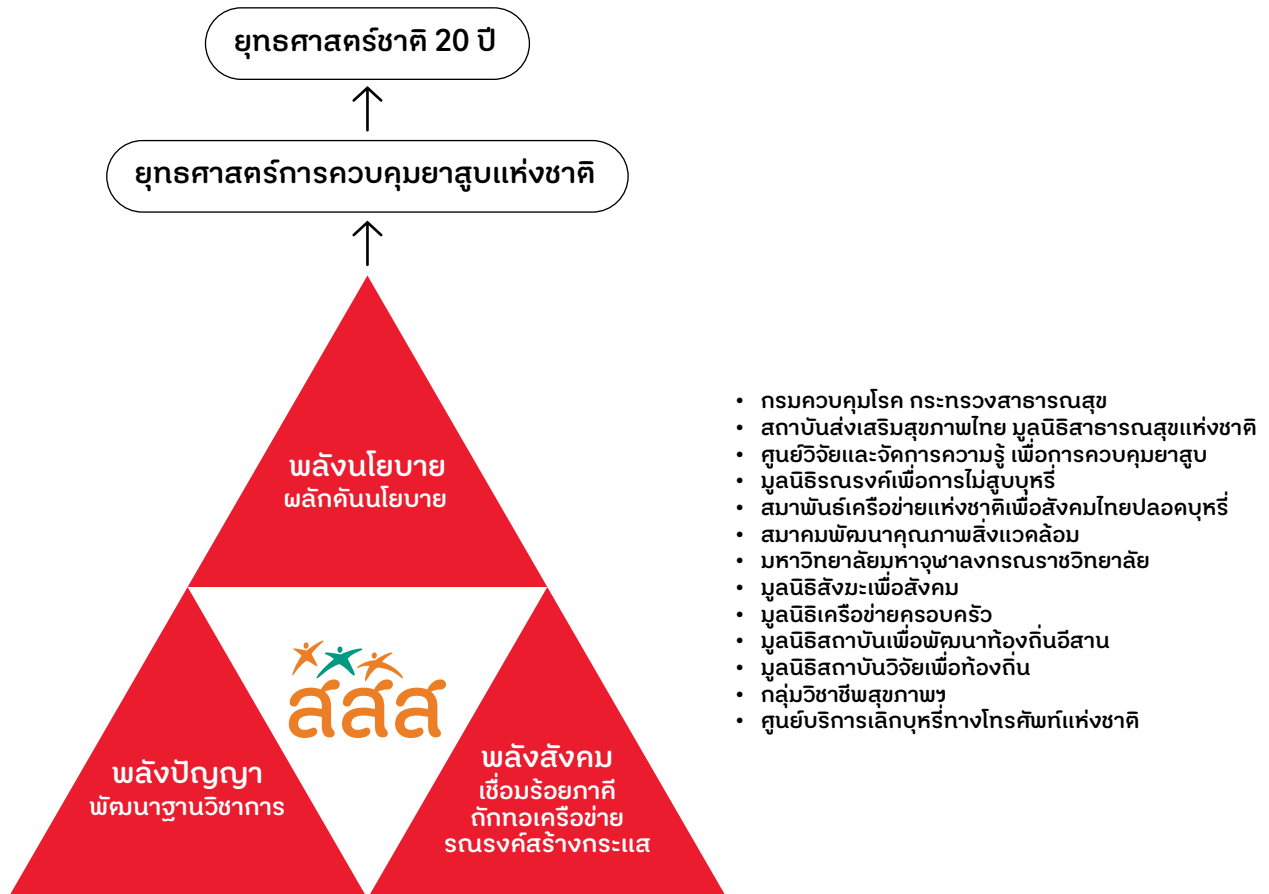 ยุทธศาสตร์ชาติ 20 ปี
ยุทธศาสตร์การควบคุมยาสูบแห่งชาติ
พลังนโยบาย
ผลักดันนโยบาย
สสส
พลังปัญญา
พัฒนาฐานวิชาการ
พลังสังคม
เชื่อมร้อยภาคี
ถักทอเครือข่าย
รณรงค์สร้างกระแส
• กรมควบคุมโรค กระทรวงสาธารณสุข
• สถาบันส่งเสริมสุขภาพไทย มูลนิธิสาธารณสุขแห่งชาติ
• ศูนย์วิจัยและจัดการความรู้ เพื่อการควบคุมยาสูบ
• มูลนิธิรณรงค์เพื่อการไม่สูบบุหรี่
• สมาพันธ์เครือข่ายแห่งชาติเพื่อสังคมไทยปลอดบุหรี่
• สมาคมพัฒนาคุณภาพสิ่งแวดล้อม
• มหาวิทยาลัยมหาจุฬาลงกรณราชวิทยาลัย
• มูลนิธิสังฆะเพื่อสังคม
• มูลนิธิเครือข่ายครอบครัว
• มูลนิธิสถาบันเพื่อพัฒนาท้องถิ่นอีสาน
• มูลนิธิสถาบันวิจัยเพื่อท้องถิ่น
• กลุ่มวิชาชีพสุขภาพฯ
• ศูนย์บริการเลิกบุหรี่ทางโทรศัพท์แห่งชาติ